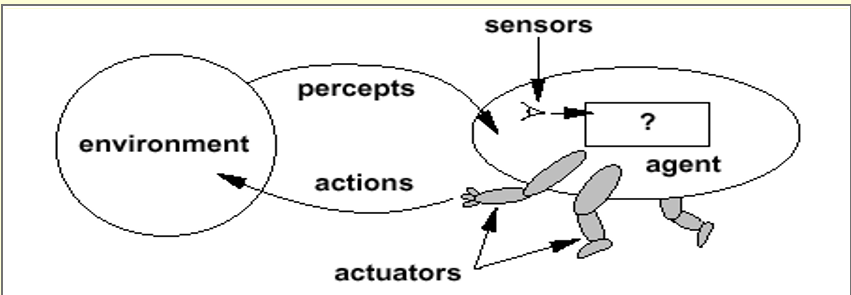 sensors
percepts
environment
?
agent
actions
actuators